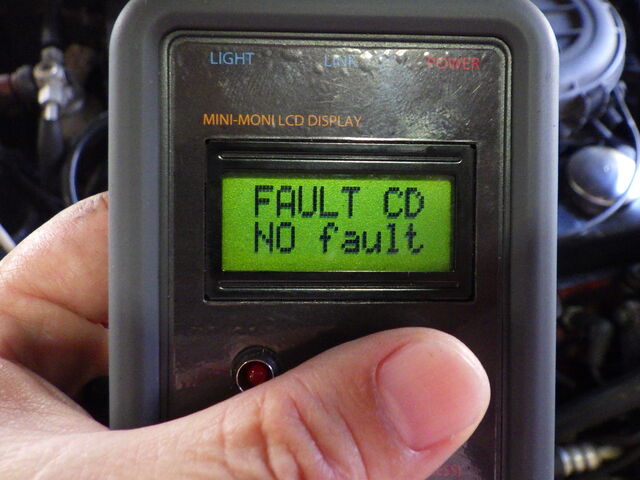 LIGHT LINK POWER
MINI-MONI LCD DISPLAY
FAULT CD
NO fault